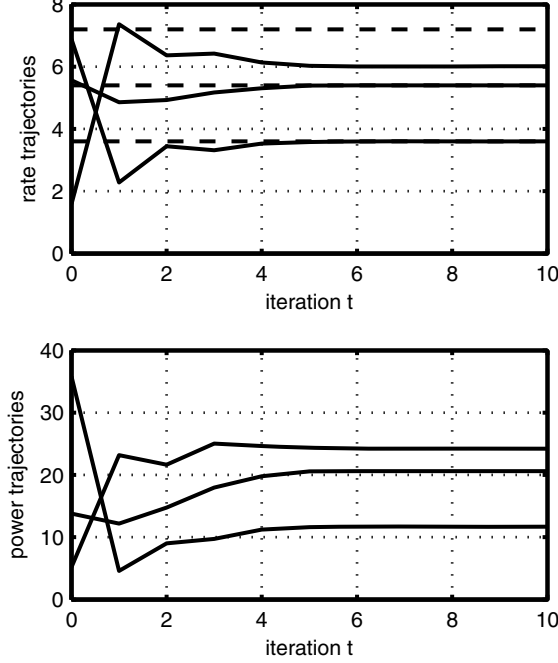 8
6
4
2
0
rate trajectories
0 2 4 6 8 10
iteration t
40
30
20
10
0
power trajectories
0 2 4 6 8 10
iteration t